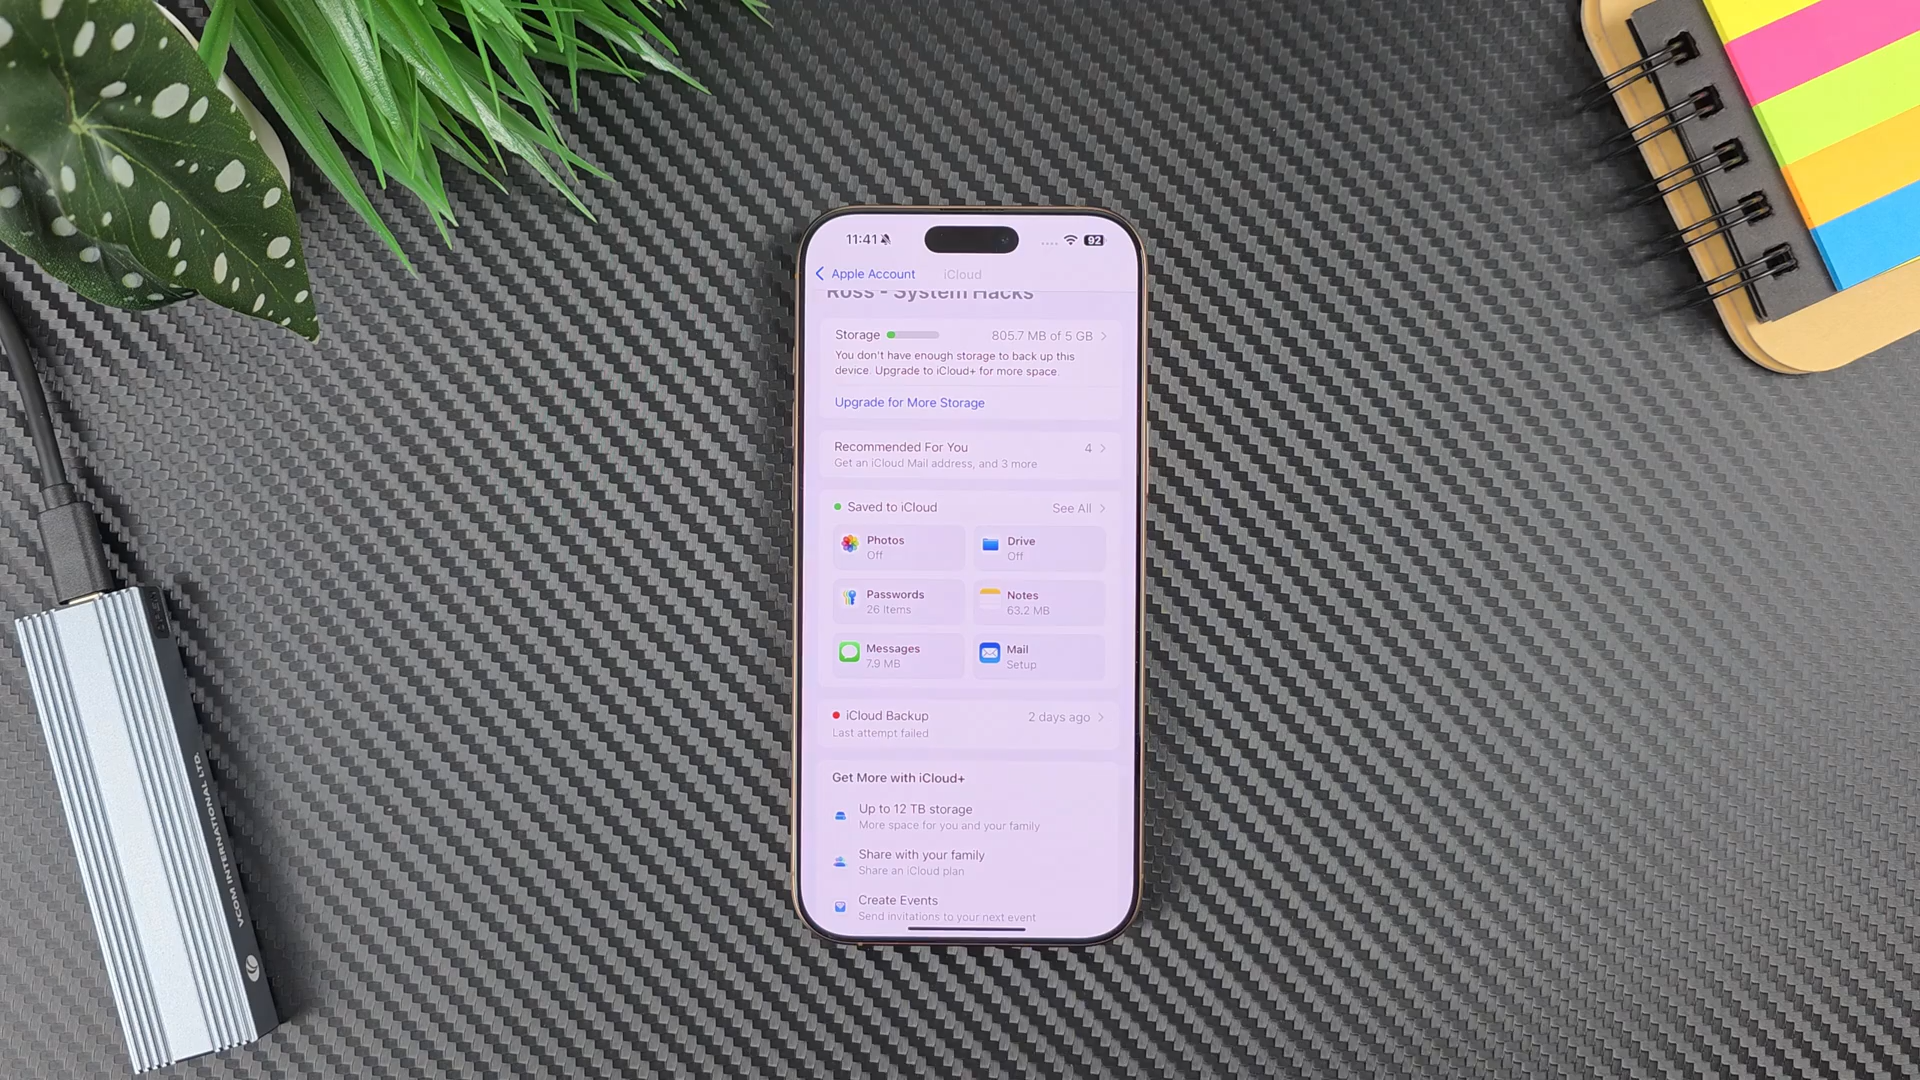 11:41
92
Apple Account
iCloud
Ross - System Hacks
Storage
805.7 MB of 5 GB
You don't have enough storage to back up this
device. Upgrade to iCloud+ for more space.
Upgrade for More Storage
Recommended For You
4
Get an iCloud Mail address, and 3 more
Saved to iCloud
See All
Photos
Off
Drive
Off
Passwords
26 Items
Notes
63.2 MB
Messages
7.9 MB
Mail
Setup
iCloud Backup
2 days ago
Last attempt failed
Get More with iCloud+
Up to 12 TB storage
More space for you and your family
Share with your family
Share an iCloud plan
Create Events
Send invitations to your next event
VCOM INTERNATIONAL LTD